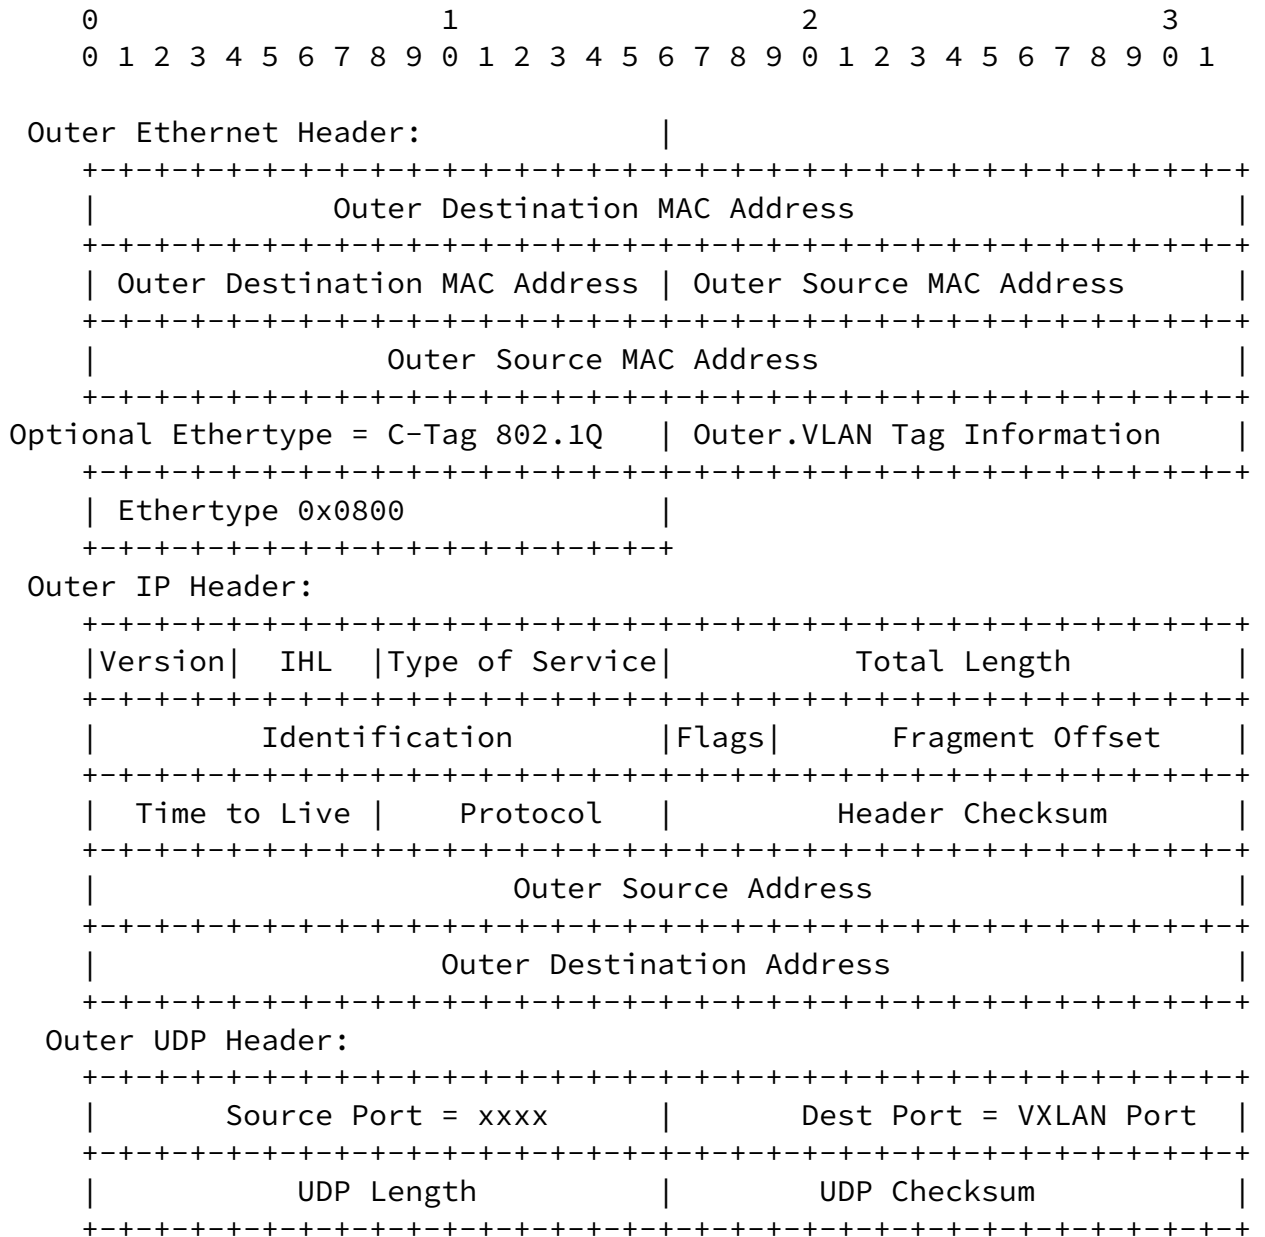 0                   1                   2                   3
    0 1 2 3 4 5 6 7 8 9 0 1 2 3 4 5 6 7 8 9 0 1 2 3 4 5 6 7 8 9 0 1

 Outer Ethernet Header:             |
    +-+-+-+-+-+-+-+-+-+-+-+-+-+-+-+-+-+-+-+-+-+-+-+-+-+-+-+-+-+-+-+-+
    |             Outer Destination MAC Address                     |
    +-+-+-+-+-+-+-+-+-+-+-+-+-+-+-+-+-+-+-+-+-+-+-+-+-+-+-+-+-+-+-+-+
    | Outer Destination MAC Address | Outer Source MAC Address      |
    +-+-+-+-+-+-+-+-+-+-+-+-+-+-+-+-+-+-+-+-+-+-+-+-+-+-+-+-+-+-+-+-+
    |                Outer Source MAC Address                       |
    +-+-+-+-+-+-+-+-+-+-+-+-+-+-+-+-+-+-+-+-+-+-+-+-+-+-+-+-+-+-+-+-+
Optional Ethertype = C-Tag 802.1Q   | Outer.VLAN Tag Information    |
    +-+-+-+-+-+-+-+-+-+-+-+-+-+-+-+-+-+-+-+-+-+-+-+-+-+-+-+-+-+-+-+-+
    | Ethertype 0x0800              |
    +-+-+-+-+-+-+-+-+-+-+-+-+-+-+-+-+
 Outer IP Header:
    +-+-+-+-+-+-+-+-+-+-+-+-+-+-+-+-+-+-+-+-+-+-+-+-+-+-+-+-+-+-+-+-+
    |Version|  IHL  |Type of Service|          Total Length         |
    +-+-+-+-+-+-+-+-+-+-+-+-+-+-+-+-+-+-+-+-+-+-+-+-+-+-+-+-+-+-+-+-+
    |         Identification        |Flags|      Fragment Offset    |
    +-+-+-+-+-+-+-+-+-+-+-+-+-+-+-+-+-+-+-+-+-+-+-+-+-+-+-+-+-+-+-+-+
    |  Time to Live |    Protocol   |         Header Checksum       |
    +-+-+-+-+-+-+-+-+-+-+-+-+-+-+-+-+-+-+-+-+-+-+-+-+-+-+-+-+-+-+-+-+
    |                       Outer Source Address                    |
    +-+-+-+-+-+-+-+-+-+-+-+-+-+-+-+-+-+-+-+-+-+-+-+-+-+-+-+-+-+-+-+-+
    |                   Outer Destination Address                   |
    +-+-+-+-+-+-+-+-+-+-+-+-+-+-+-+-+-+-+-+-+-+-+-+-+-+-+-+-+-+-+-+-+
  Outer UDP Header:
    +-+-+-+-+-+-+-+-+-+-+-+-+-+-+-+-+-+-+-+-+-+-+-+-+-+-+-+-+-+-+-+-+
    |       Source Port = xxxx      |       Dest Port = VXLAN Port  |
    +-+-+-+-+-+-+-+-+-+-+-+-+-+-+-+-+-+-+-+-+-+-+-+-+-+-+-+-+-+-+-+-+
    |           UDP Length          |        UDP Checksum           |
    +-+-+-+-+-+-+-+-+-+-+-+-+-+-+-+-+-+-+-+-+-+-+-+-+-+-+-+-+-+-+-+-+